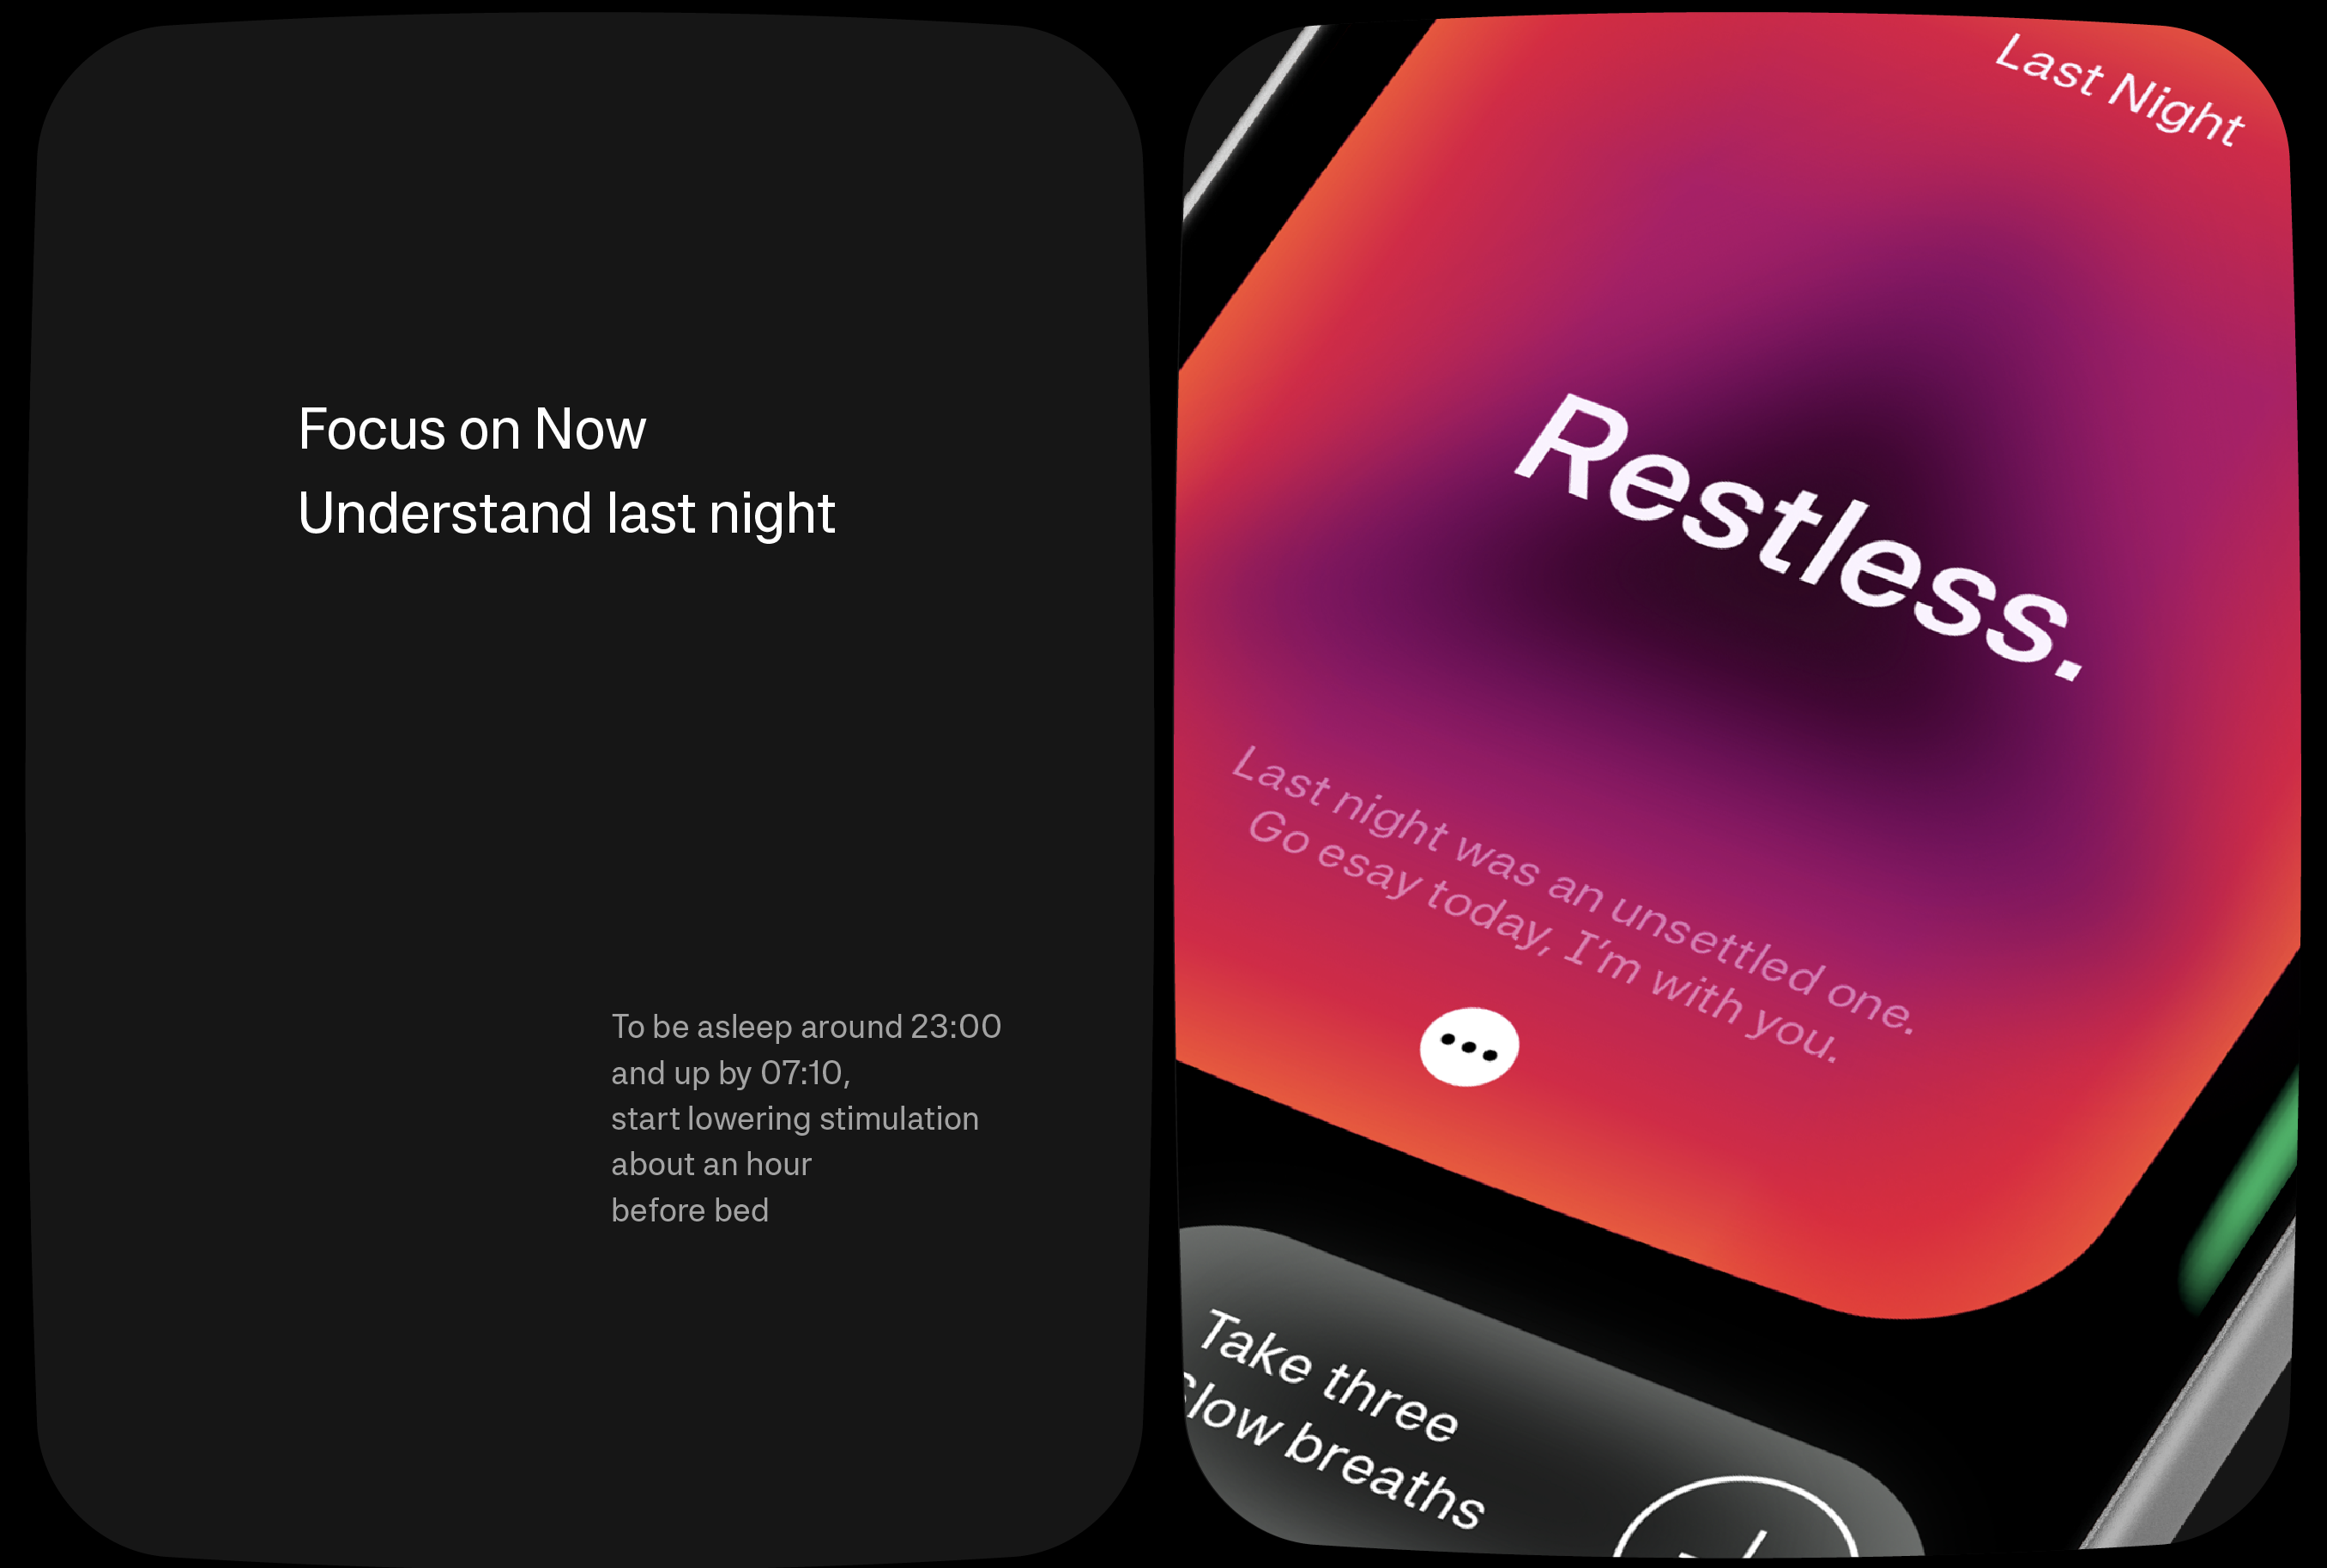 Focus on Now
Understand last night
To be asleep around 23:00
and up by 07:10,
start lowering stimulation
about an hour
before bed
Last Night
Restless.
Last night was an unsettled one.
Go esay today, I'm with you.
Take three
Slow breaths